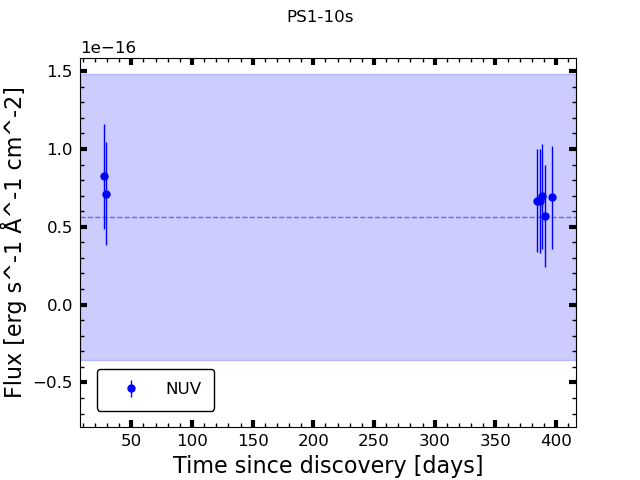 PS1-10s
1e−16
1.5
1.0
0.5
0.0
−0.5
Flux [erg s^-1 Å^-1 cm^-2]
NUV
50 100 150 200 250 300 350 400
Time since discovery [days]